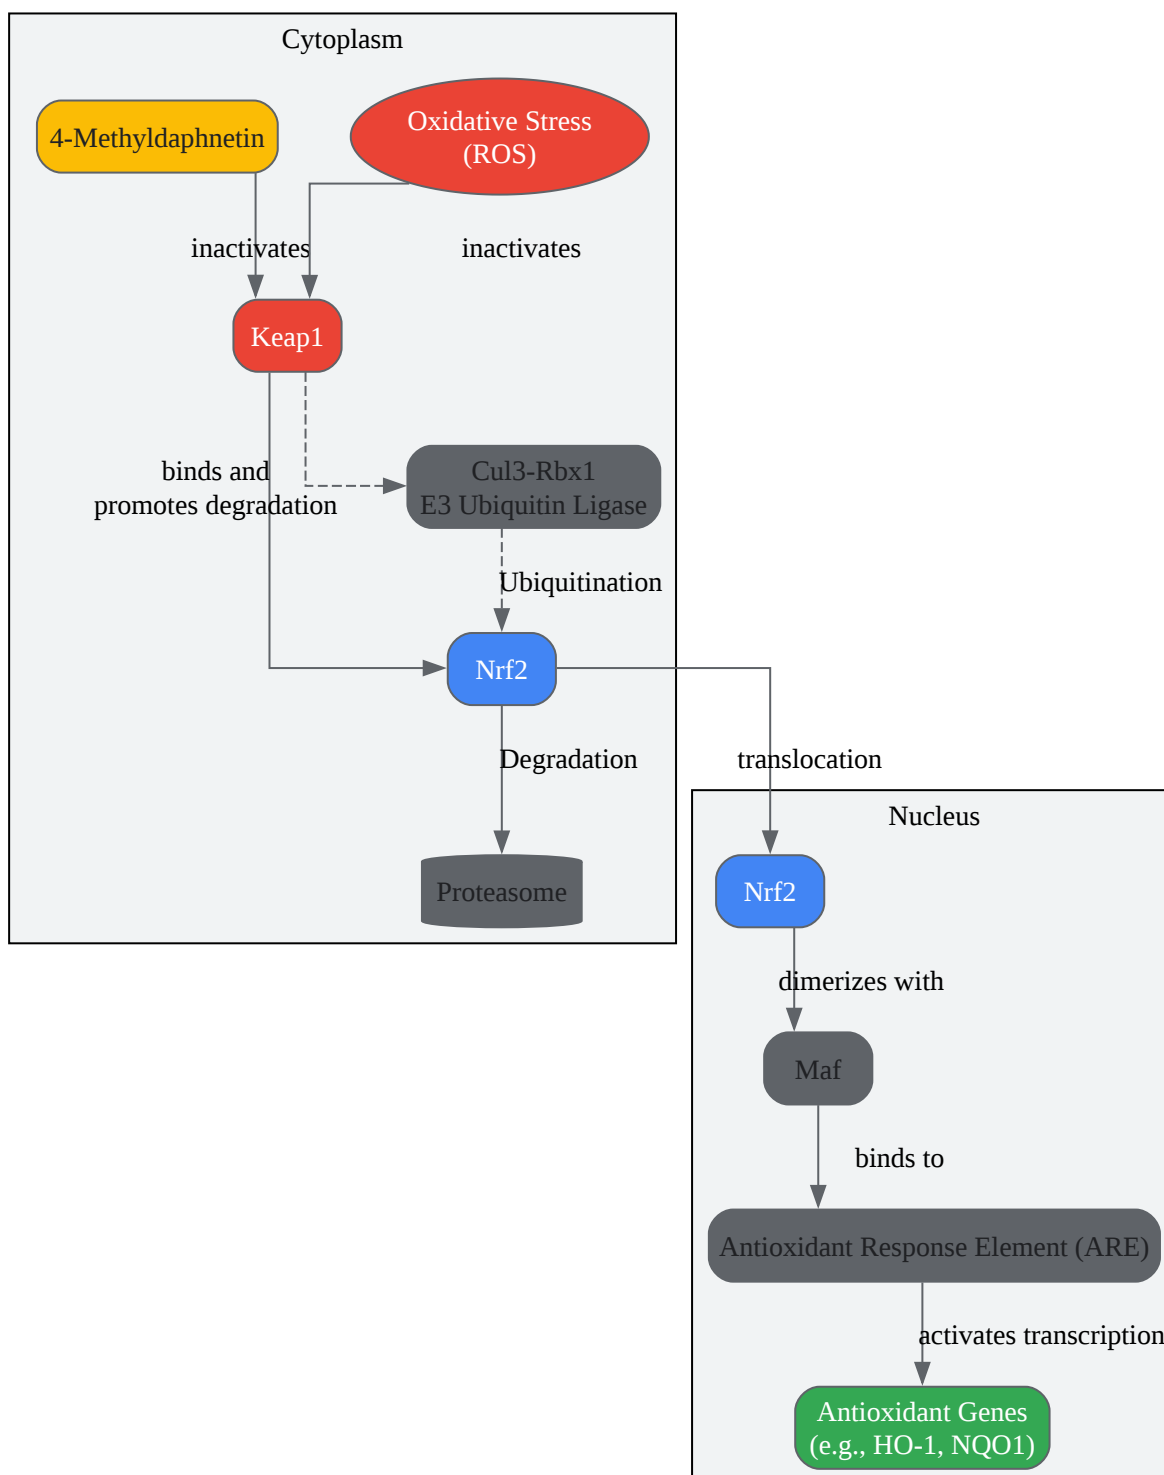 Cytoplasm
4-Methyldaphnetin
Oxidative Stress
(ROS)
inactivates
inactivates
Keap1
binds and
promotes degradation
Cul3-Rbx1
E3 Ubiquitin Ligase
Ubiquitination
Nrf2
Degradation
translocation
Proteasome
Nucleus
Nrf2
dimerizes with
Maf
binds to
Antioxidant Response Element (ARE)
activates transcription
Antioxidant Genes
(e.g., HO-1, NQO1)